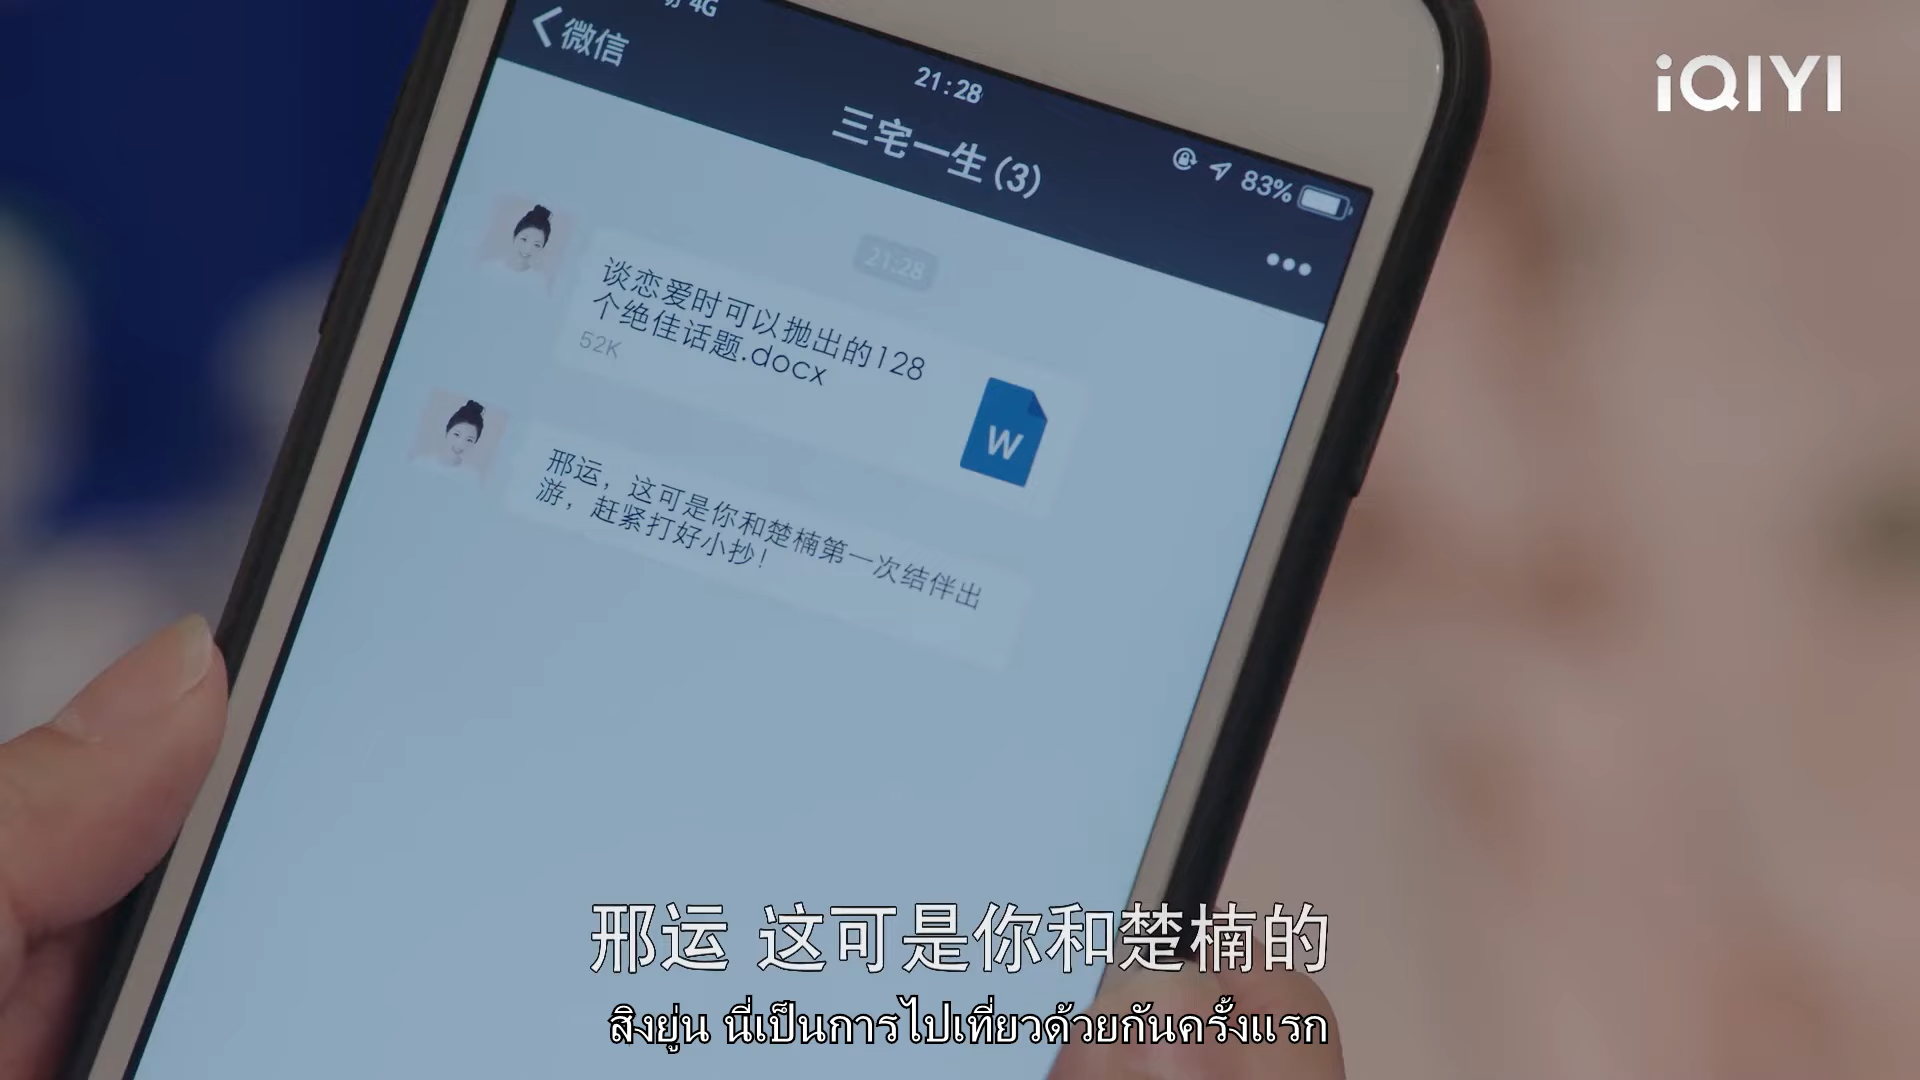 4G
微信
21:28
83%
三宅一生(3)
iQIYI
21:28
谈恋爱时可以抛出的128
个绝佳话题.docx
52K
W
邢运，这可是你和楚楠第一次结伴出
游，赶紧打好小抄！
邢运 这可是你和楚楠的
สิงยู่น นี่เป็นการไปเที่ยวด้วยกันครั้งแรก